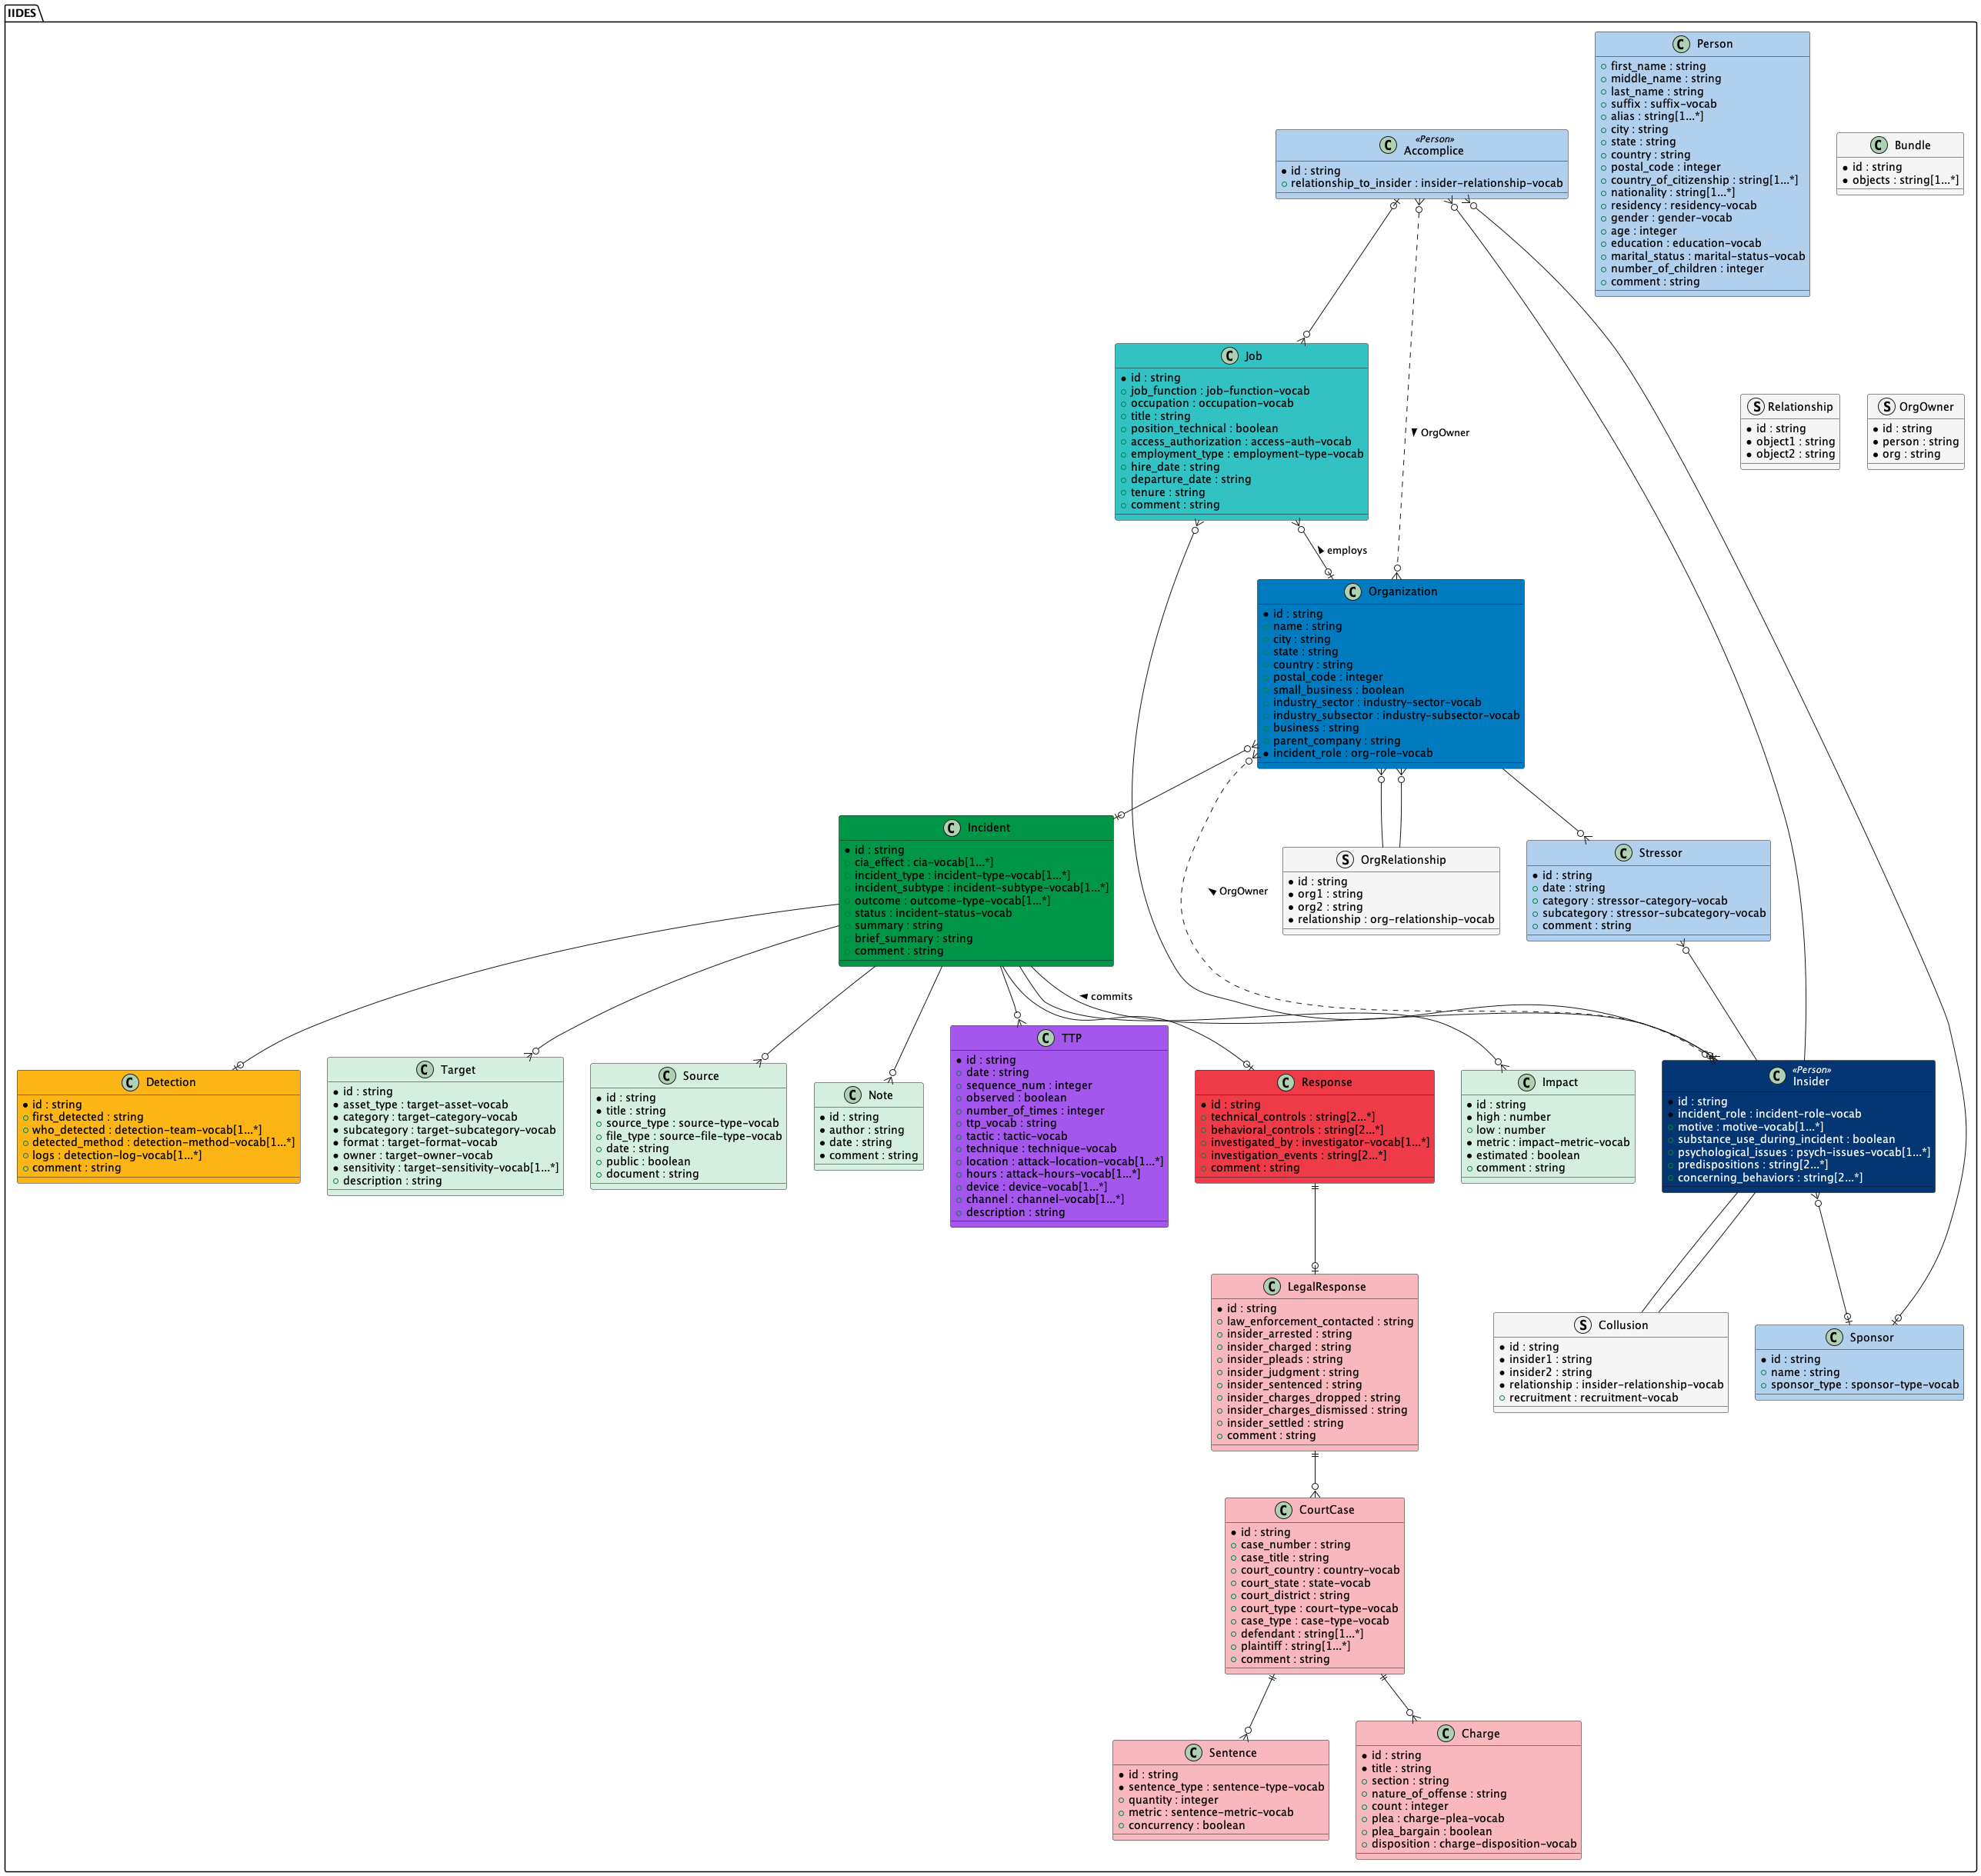 IIDES
C Person
first_name : string
middle_name : string
last_name : string
suffix : suffix-vocab
alias : string[1...*]
city : string
state : string
country : string
postal_code : integer
country_of_citizenship : string[1...*]
nationality : string[1...*]
residency : residency-vocab
gender : gender-vocab
age : integer
education : education-vocab
marital_status : marital-status-vocab
number_of_children : integer
comment : string
«Person»
C Accomplice
id : string
relationship_to_insider : insider-relationship-vocab
C Bundle
id : string
objects : string[1...*]
C Job
id : string
job_function : job-function-vocab
occupation : occupation-vocab
title : string
position_technical : boolean
access_authorization : access-auth-vocab
employment_type : employment-type-vocab
hire_date : string
departure_date : string
tenure : string
comment : string
OrgOwner
S Relationship
id : string
object1 : string
object2 : string
S OrgOwner
id : string
person : string
org : string
employs
C Organization
id : string
name : string
city : string
state : string
country : string
postal_code : integer
small_business : boolean
industry_sector : industry-sector-vocab
industry_subsector : industry-subsector-vocab
business : string
parent_company : string
incident_role : org-role-vocab
C Incident
id : string
cia_effect : cia-vocab[1...*]
incident_type : incident-type-vocab[1...*]
incident_subtype : incident-subtype-vocab[1...*]
outcome : outcome-type-vocab[1...*]
status : incident-status-vocab
summary : string
brief_summary : string
comment : string
OrgOwner
S OrgRelationship
id : string
org1 : string
org2 : string
relationship : org-relationship-vocab
C Stressor
id : string
date : string
category : stressor-category-vocab
subcategory : stressor-subcategory-vocab
comment : string
commits
C Detection
id : string
first_detected : string
who_detected : detection-team-vocab[1...*]
detected_method : detection-method-vocab[1...*]
logs : detection-log-vocab[1...*]
comment : string
C Target
id : string
asset_type : target-asset-vocab
category : target-category-vocab
subcategory : target-subcategory-vocab
format : target-format-vocab
owner : target-owner-vocab
sensitivity : target-sensitivity-vocab[1...*]
description : string
C Source
id : string
title : string
source_type : source-type-vocab
file_type : source-file-type-vocab
date : string
public : boolean
document : string
C Note
id : string
author : string
date : string
comment : string
C TTP
id : string
date : string
sequence_num : integer
observed : boolean
number_of_times : integer
ttp_vocab : string
tactic : tactic-vocab
technique : technique-vocab
location : attack-location-vocab[1...*]
hours : attack-hours-vocab[1...*]
device : device-vocab[1...*]
channel : channel-vocab[1...*]
description : string
C Response
id : string
technical_controls : string[2...*]
behavioral_controls : string[2...*]
investigated_by : investigator-vocab[1...*]
investigation_events : string[2...*]
comment : string
C Impact
id : string
high : number
low : number
metric : impact-metric-vocab
estimated : boolean
comment : string
«Person»
C Insider
id : string
incident_role : incident-role-vocab
motive : motive-vocab[1...*]
substance_use_during_incident : boolean
psychological_issues : psych-issues-vocab[1...*]
predispositions : string[2...*]
concerning_behaviors : string[2...*]
C LegalResponse
id : string
law_enforcement_contacted : string
insider_arrested : string
insider_charged : string
insider_pleads : string
insider_judgment : string
insider_sentenced : string
insider_charges_dropped : string
insider_charges_dismissed : string
insider_settled : string
comment : string
S Collusion
id : string
insider1 : string
insider2 : string
relationship : insider-relationship-vocab
recruitment : recruitment-vocab
C Sponsor
id : string
name : string
sponsor_type : sponsor-type-vocab
C CourtCase
id : string
case_number : string
case_title : string
court_country : country-vocab
court_state : state-vocab
court_district : string
court_type : court-type-vocab
case_type : case-type-vocab
defendant : string[1...*]
plaintiff : string[1...*]
comment : string
C Sentence
id : string
sentence_type : sentence-type-vocab
quantity : integer
metric : sentence-metric-vocab
concurrency : boolean
C Charge
id : string
title : string
section : string
nature_of_offense : string
count : integer
plea : charge-plea-vocab
plea_bargain : boolean
disposition : charge-disposition-vocab